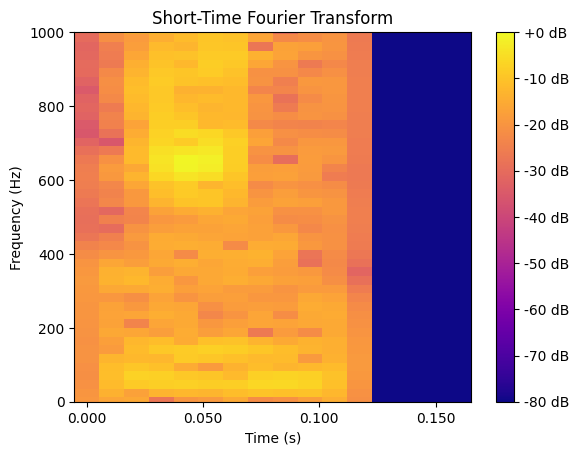 Short-Time Fourier Transform
1000
800
600
400
200
0
Frequency (Hz)
0.000
0.050
0.100
0.150
Time (s)
+0 dB
-10 dB
-20 dB
-30 dB
-40 dB
-50 dB
-60 dB
-70 dB
-80 dB